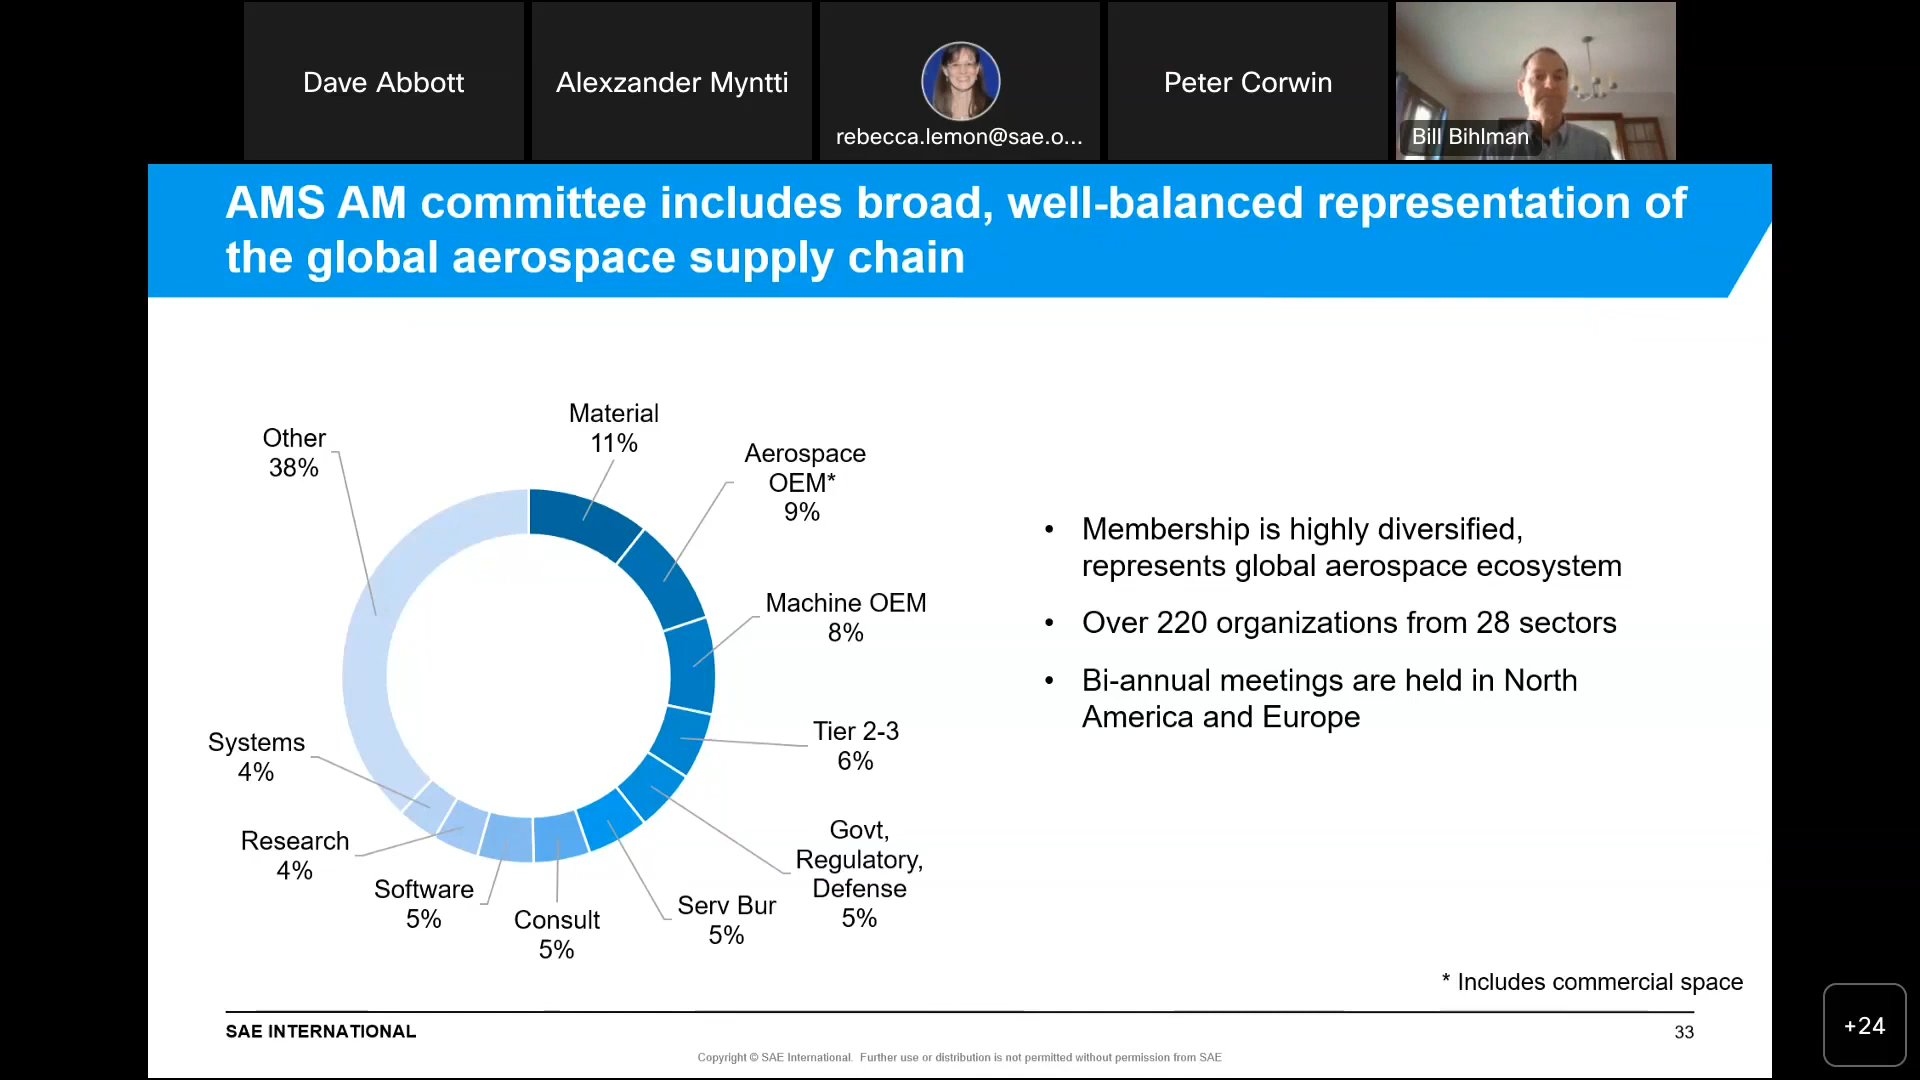 Dave Abbott
Alexzander Myntti
rebecca.lemon@sae.o...
Peter Corwin
Bill Bihlman
AMS AM committee includes broad, well-balanced representation of
the global aerospace supply chain
Other
38%
Material
11%
Aerospace
OEM*
9%
Machine OEM
8%
Tier 2-3
6%
Govt,
Regulatory,
Defense
5%
Serv Bur
5%
Consult
5%
Software
5%
Research
4%
Systems
4%
• Membership is highly diversified,
represents global aerospace ecosystem
• Over 220 organizations from 28 sectors
• Bi-annual meetings are held in North
America and Europe
* Includes commercial space
SAE INTERNATIONAL
33
Copyright © SAE International. Further use or distribution is not permitted without permission from SAE
+24